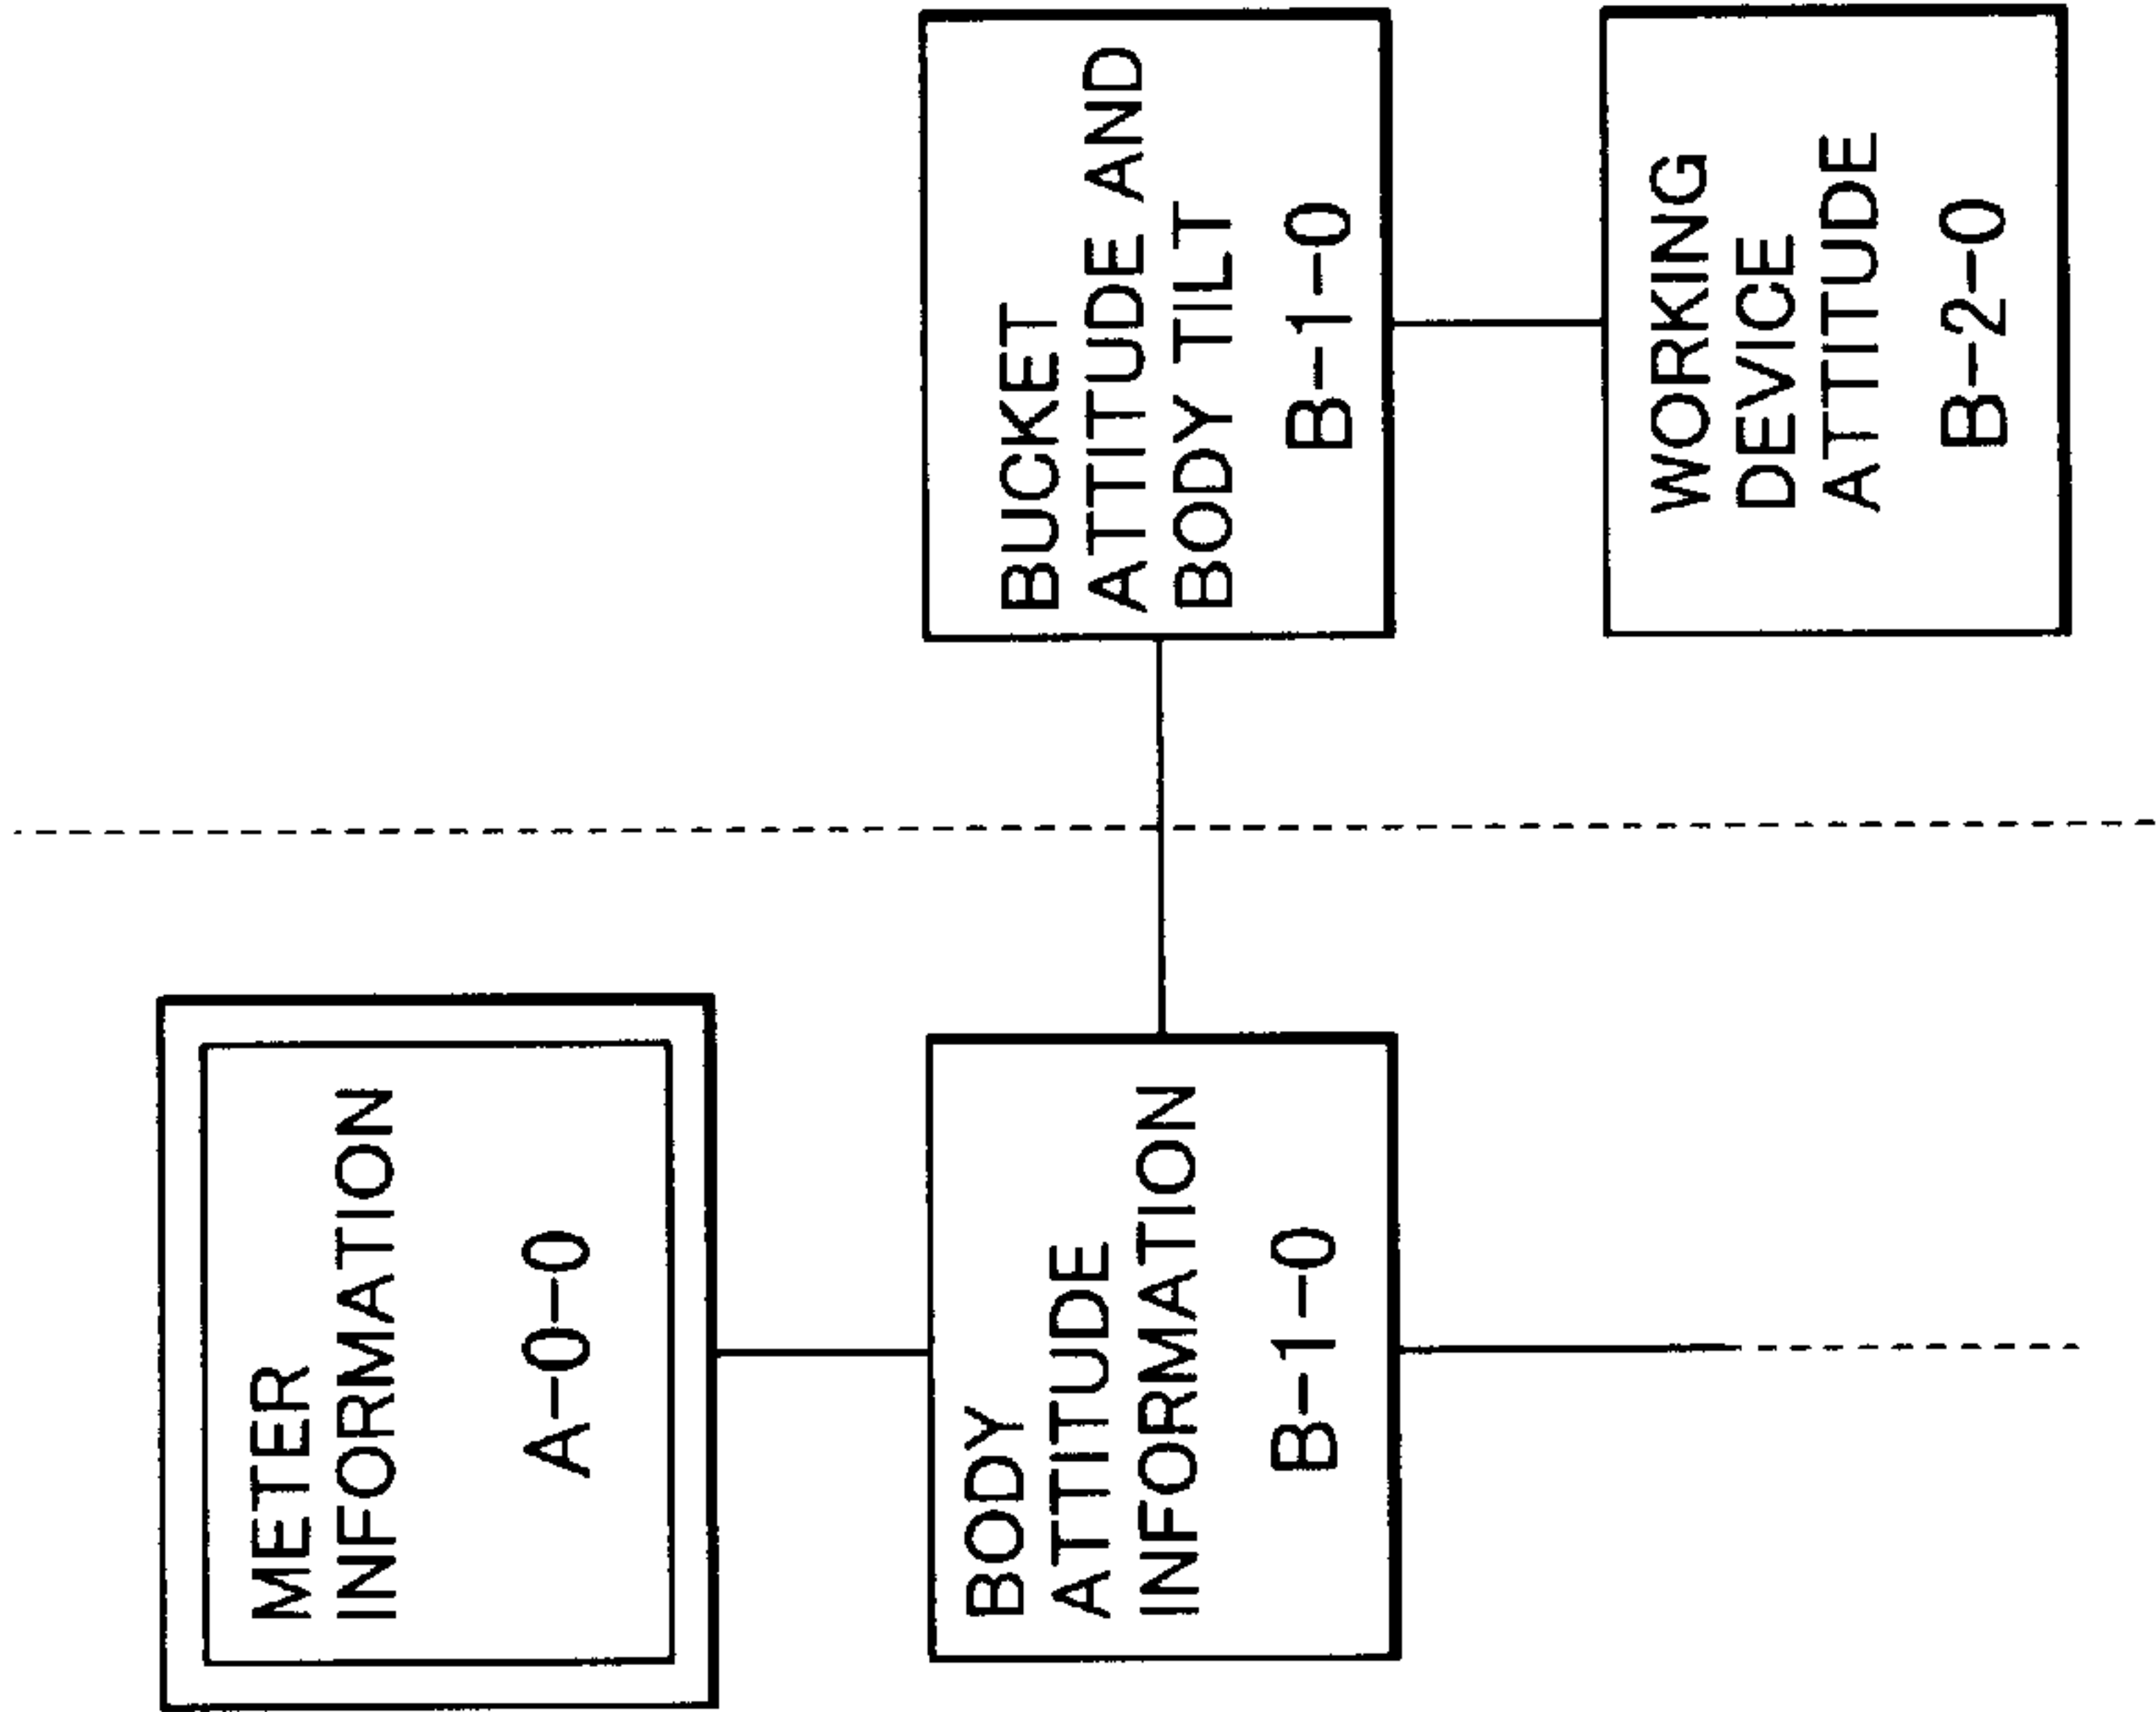 METER
INFORMATION
A-0-0
BODY
ATTITUDE
INFORMATION
B-1-0
BUCKET
ATTITUDE AND
BODY TILT
B-1-0
WORKING
DEVICE
ATTITUDE
B-2-0